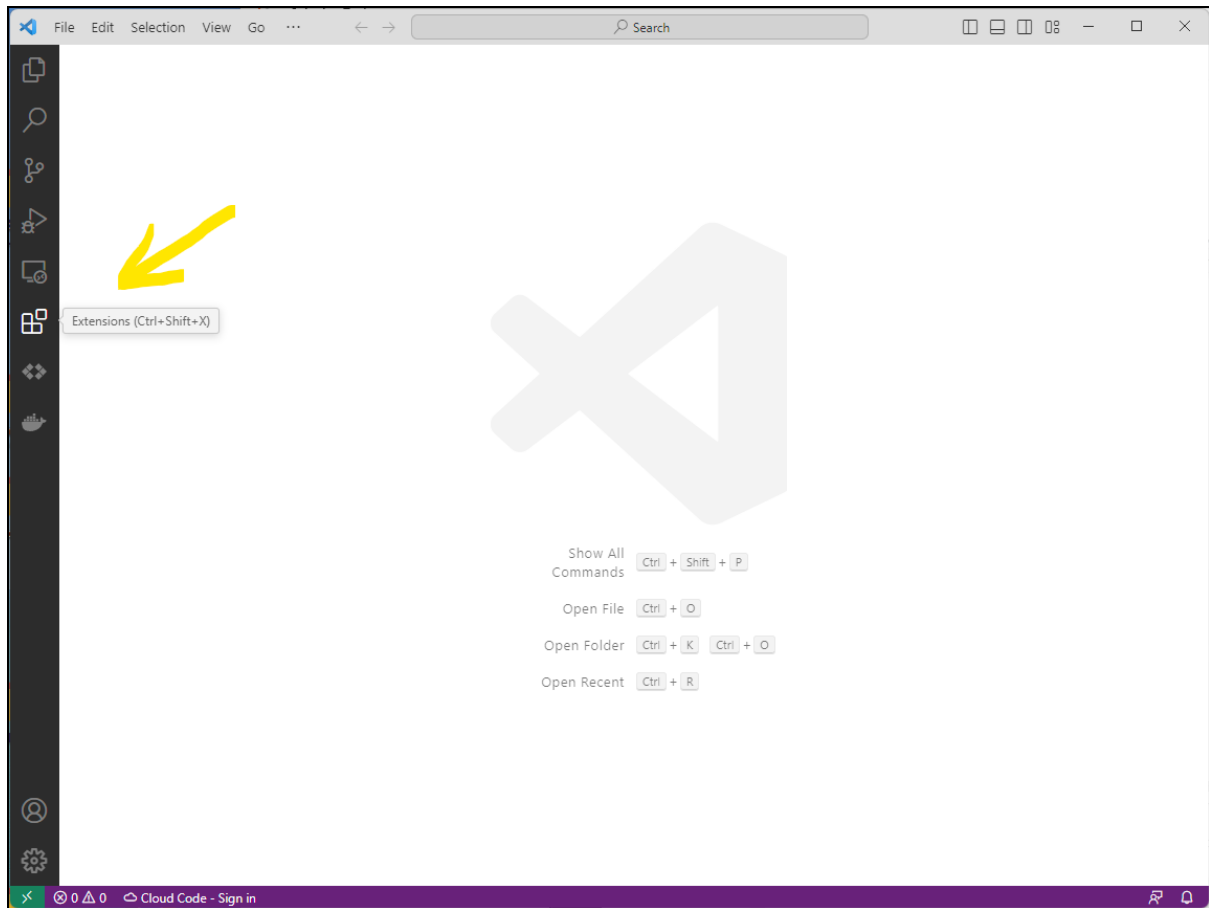 File Edit Selection View Go ··· Search
Extensions (Ctrl+Shift+X)
Show All
Commands Ctrl + Shift + P
Open File Ctrl + O
Open Folder Ctrl + K Ctrl + O
Open Recent Ctrl + R
0 0 Cloud Code - Sign in